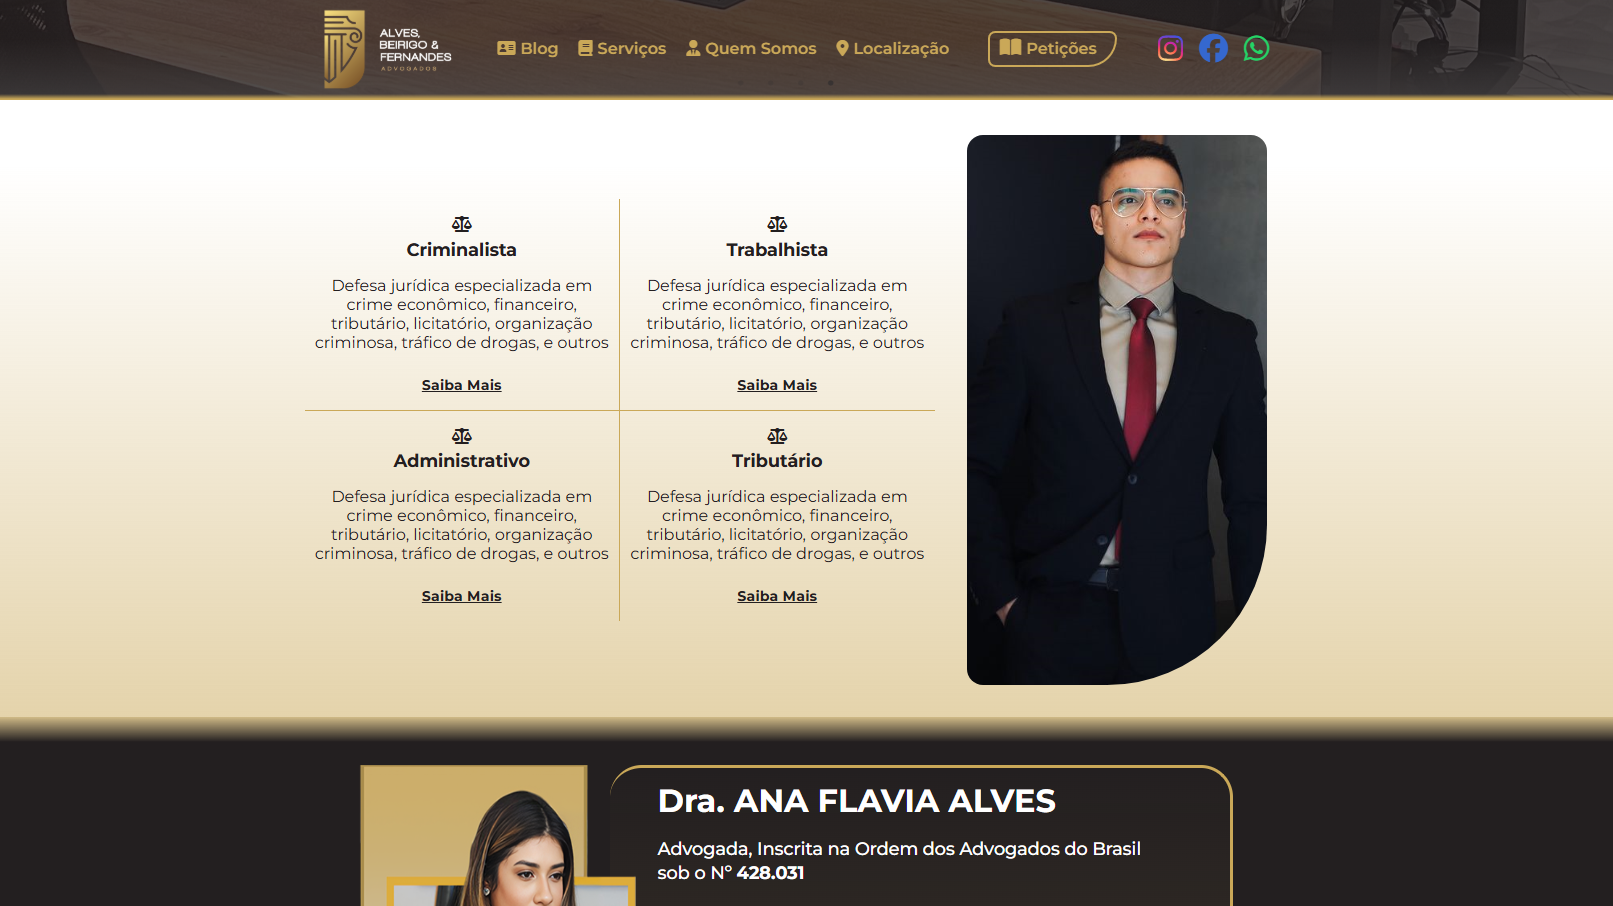 ALVES,
BEIRIGO &
FERNANDES
ADVOGADOS
Blog
Serviços
Quem Somos
Localização
Petições
Criminalista
Defesa jurídica especializada em
crime econômico, financeiro,
tributário, licitatório, organização
criminosa, tráfico de drogas, e outros
Saiba Mais
Trabalhista
Defesa jurídica especializada em
crime econômico, financeiro,
tributário, licitatório, organização
criminosa, tráfico de drogas, e outros
Saiba Mais
Administrativo
Defesa jurídica especializada em
crime econômico, financeiro,
tributário, licitatório, organização
criminosa, tráfico de drogas, e outros
Saiba Mais
Tributário
Defesa jurídica especializada em
crime econômico, financeiro,
tributário, licitatório, organização
criminosa, tráfico de drogas, e outros
Saiba Mais
Dra. ANA FLAVIA ALVES
Advogada, Inscrita na Ordem dos Advogados do Brasil
sob o Nº 428.031